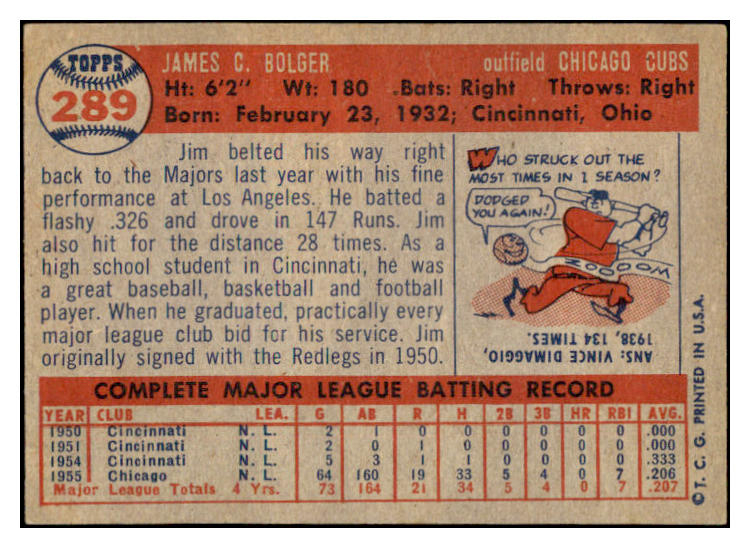 TOPPS
289
JAMES C. BOLGER outfield CHICAGO CUBS
Ht: 6'2" Wt: 180 Bats: Right Throws: Right
Born: February 23, 1932; Cincinnati, Ohio
Jim belted his way right
back to the Majors last year with his fine
performance at Los Angeles. He batted a
flashy .326 and drove in 147 Runs. Jim
also hit for the distance 28 times. As a
high school student in Cincinnati, he was
a great baseball, basketball and football
player. When he graduated, practically every
major league club bid for his service. Jim
originally signed with the Redlegs in 1950.
WHO STRUCK OUT THE
MOST TIMES IN 1 SEASON?
DODGED
YOU AGAIN!
ZOOOOM
ANS: VINCE DIMAGGIO,
1938, 134 TIMES.
COMPLETE MAJOR LEAGUE BATTING RECORD
YEAR CLUB LEA. G AB R H 2B 3B HR RBI AVG.
1950 Cincinnati N. L. 2 1 0 0 0 0 0 0 .000
1951 Cincinnati N. L. 2 0 1 0 0 0 0 0 .000
1954 Cincinnati N. L. 5 3 1 1 0 0 0 0 .333
1955 Chicago N. L. 64 160 19 33 5 4 0 7 .206
Major League Totals 4 Yrs. 73 164 21 34 5 4 0 7 .207
© T. C. G. PRINTED IN U.S.A.